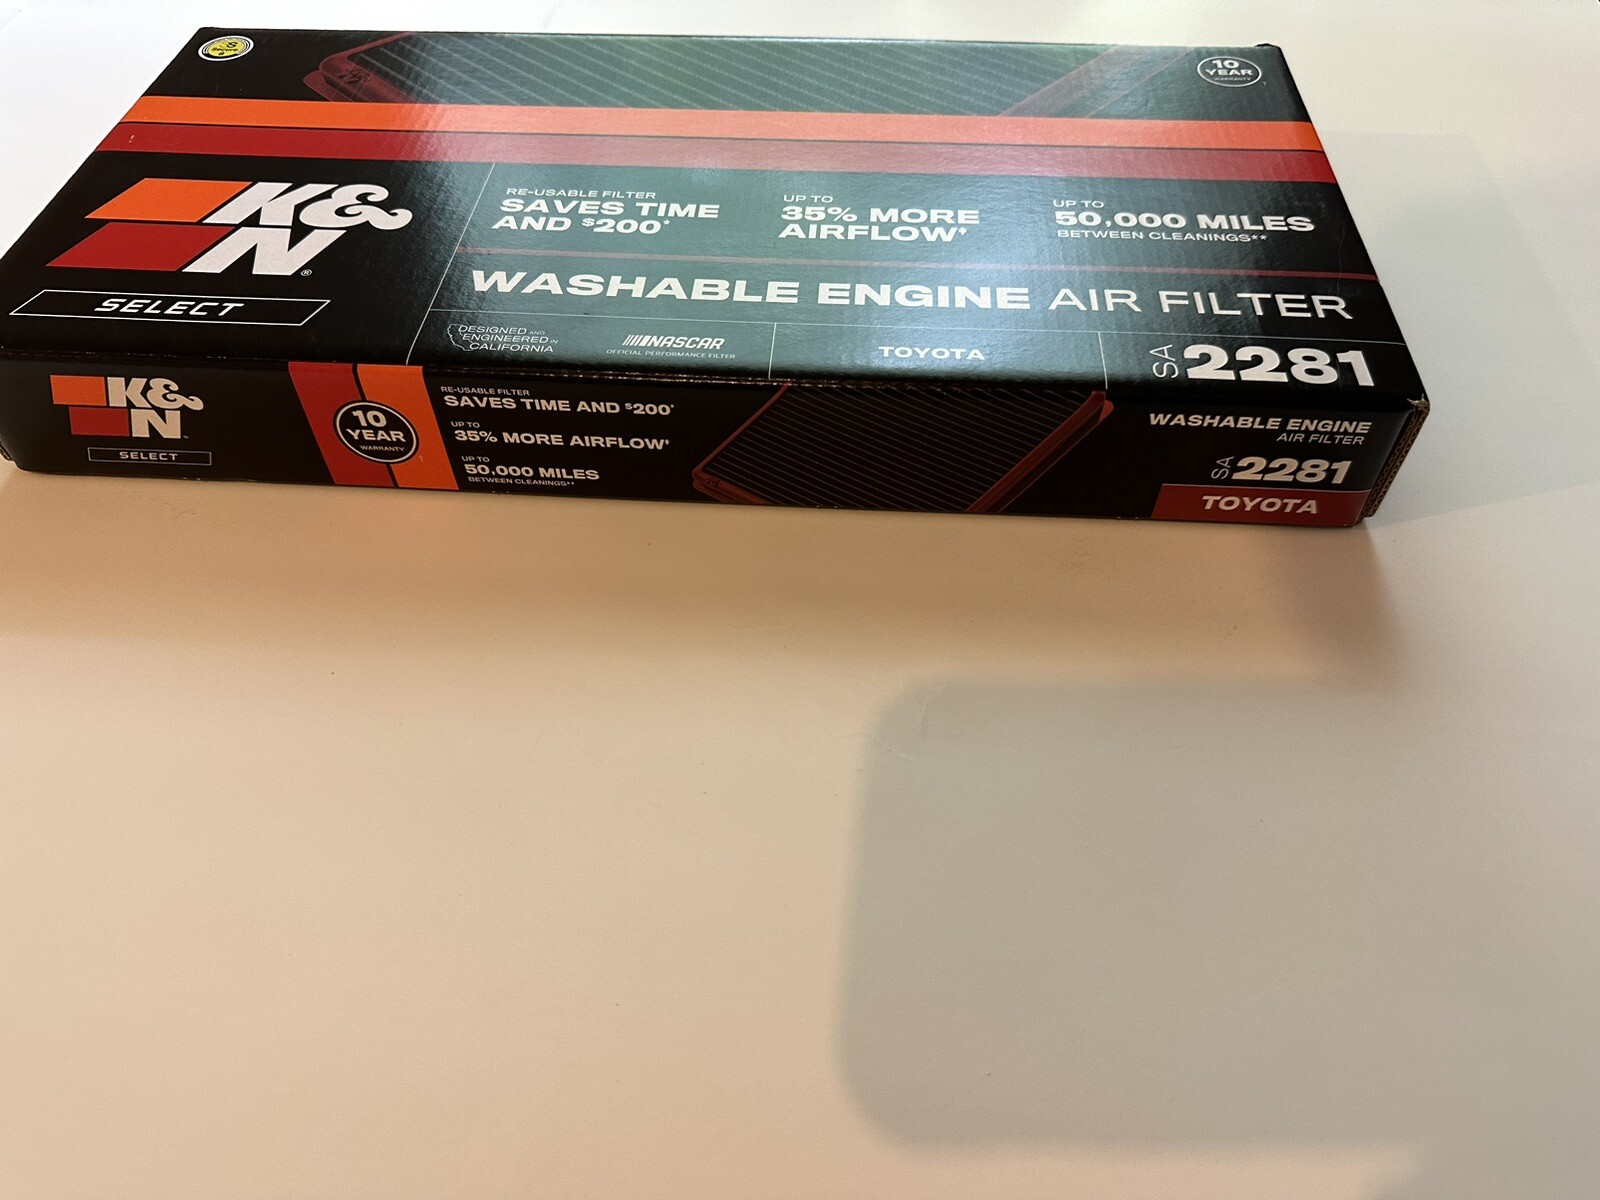 Secure
10
YEAR
WARRANTY
K&
N®
SELECT
RE-USABLE FILTER
SAVES TIME
AND $200*
UP TO
35% MORE
AIRFLOW‡
UP TO
50,000 MILES
BETWEEN CLEANINGS**
WASHABLE ENGINE AIR FILTER
DESIGNED AND
ENGINEERED IN
CALIFORNIA
NASCAR
OFFICIAL PERFORMANCE FILTER
TOYOTA
SA 2281
K&
N
SELECT
10
YEAR
WARRANTY
†
RE-USABLE FILTER
SAVES TIME AND $200*
UP TO
35% MORE AIRFLOW‡
UP TO
50,000 MILES
BETWEEN CLEANINGS**
WASHABLE ENGINE
AIR FILTER
SA 2281
TOYOTA